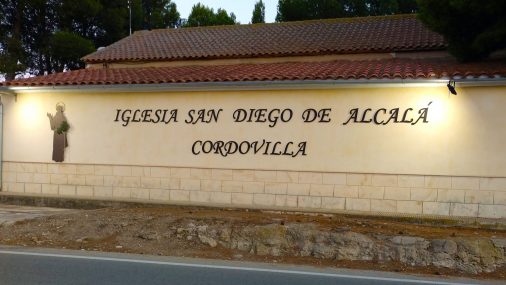 IGLESIA SAN DIEGO DE ALCALÁ
CORDOVILLA